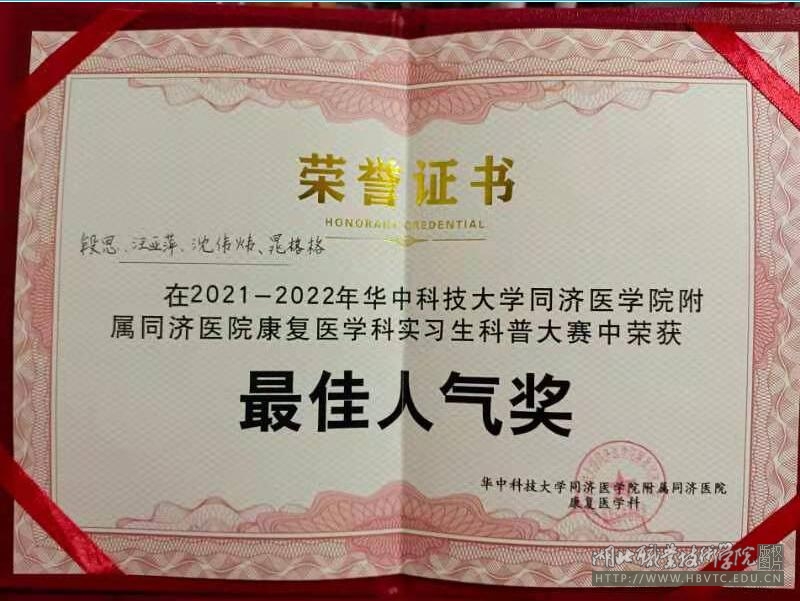 荣誉证书
HONORARY CREDENTIAL
段思、汪亚萍、沈伟炜、晁格格
在2021-2022年华中科技大学同济医学院附
属同济医院康复医学科实习生科普大赛中荣获
最佳人气奖
华中科技大学同济医学院附属同济医院
康复医学科
湖北职业技术学院 版权图片
HTTP://WWW.HBVTC.EDU.CN